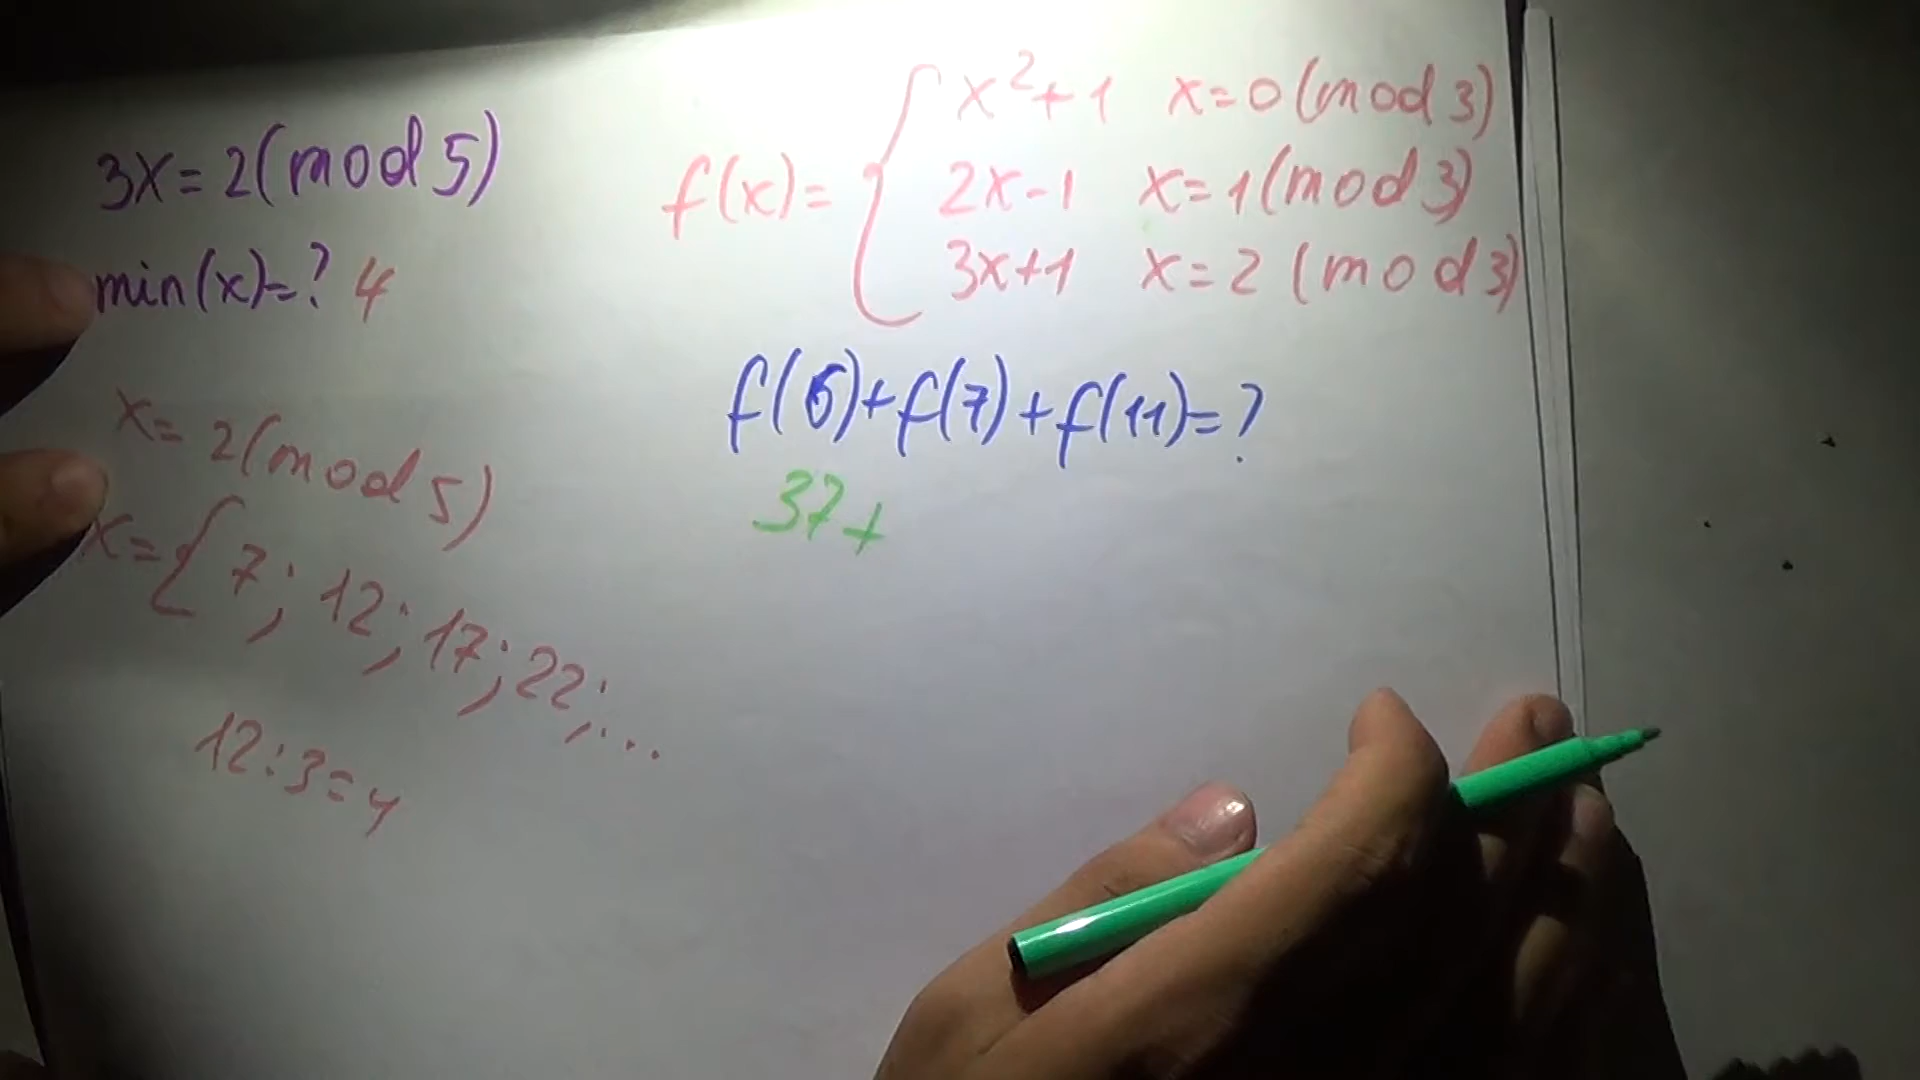 3x=2(mod 5)
min(x)=? 4
x=2(mod 5)
x={7; 12; 17; 22; ...
12:3=4
f(x)={
x²+1 x=0(mod 3)
2x-1 x=1(mod 3)
3x+1 x=2(mod 3)
f(6)+f(7)+f(11)=?
37+